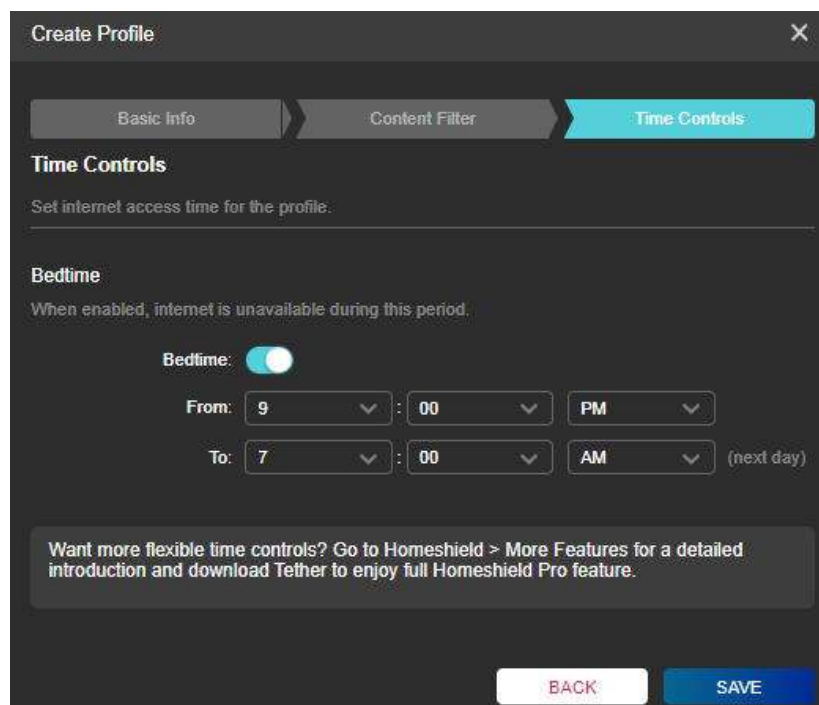 Create Profile
Basic Info Content Filter Time Controls
Time Controls
Set internet access time for the profile.
Bedtime
When enabled, internet is unavailable during this period.
Bedtime:
From: 9 : 00 PM
To: 7 : 00 AM (next day)
Want more flexible time controls? Go to Homeshield > More Features for a detailed
introduction and download Tether to enjoy full Homeshield Pro feature.
BACK SAVE